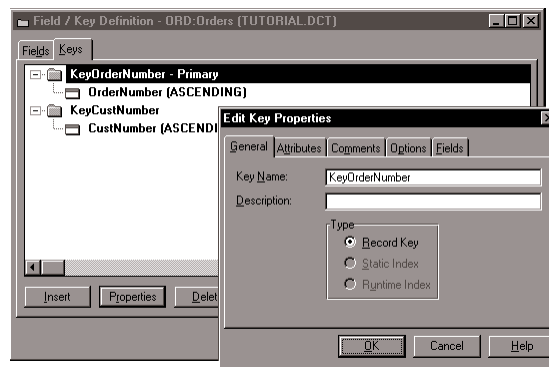 Field / Key Definition - ORD:Orders (TUTORIAL.DCT)
Fields Keys
KeyOrderNumber - Primary
OrderNumber (ASCENDING)
KeyCustNumber
CustNumber (ASCENDI
Insert Properties Delet
Edit Key Properties
General Attributes Comments Options Fields
Key Name: KeyOrderNumber
Description:
Type
Record Key
Static Index
Runtime Index
OK Cancel Help